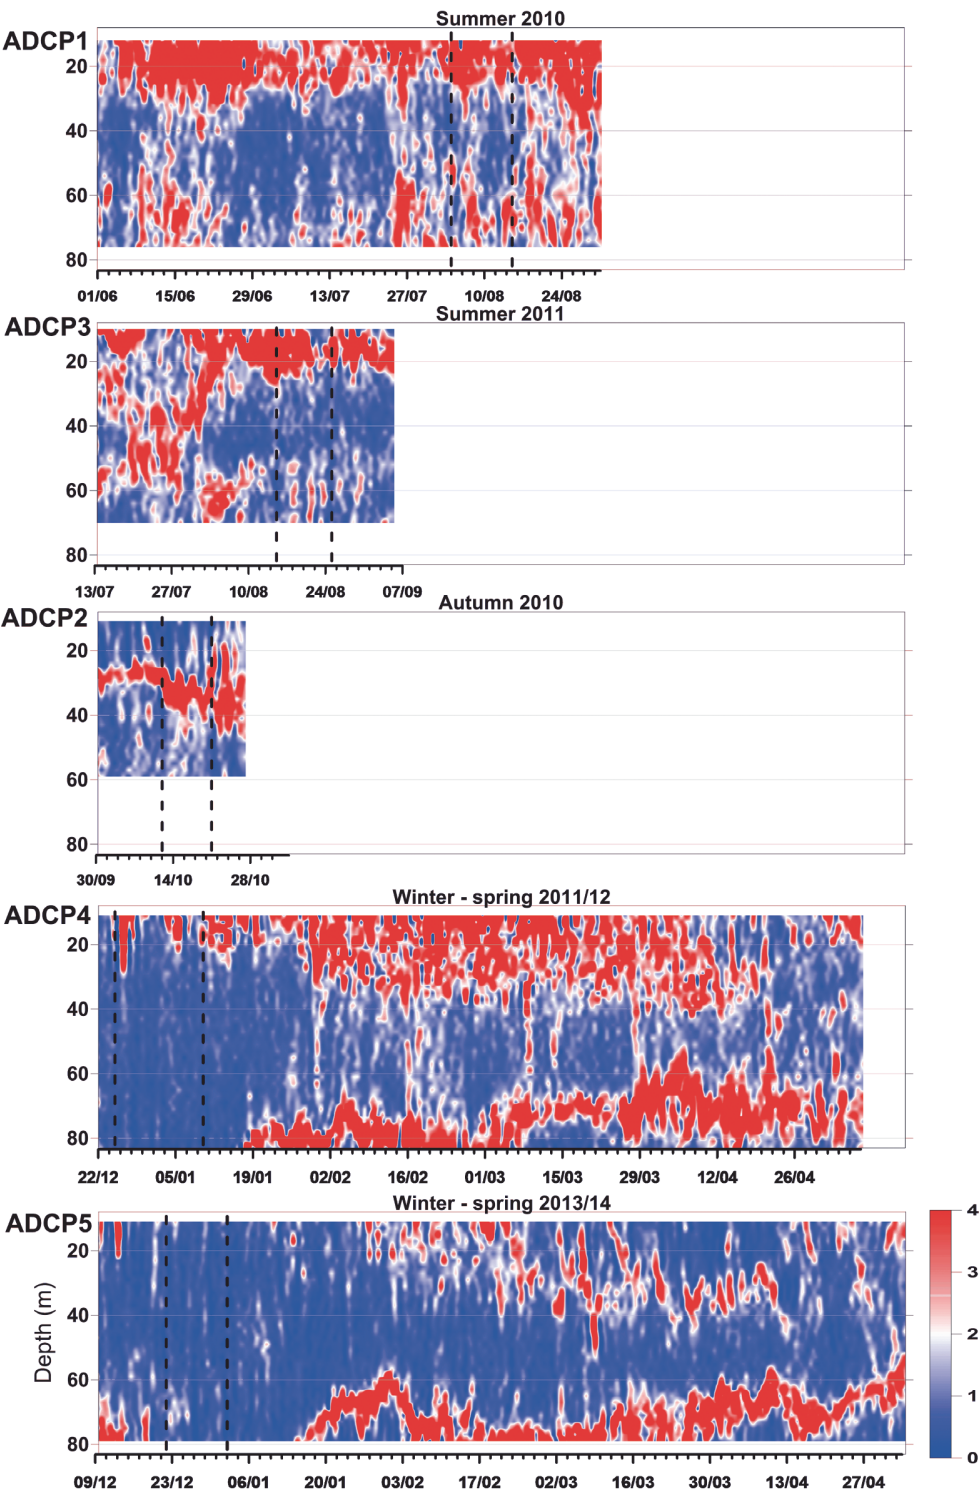 Summer 2010
ADCP1
20
40
60
80
01/06 15/06 29/06 13/07 27/07 10/08 24/08
Summer 2011
ADCP3
20
40
60
80
13/07 27/07 10/08 24/08 07/09
Autumn 2010
ADCP2
20
40
60
80
30/09 14/10 28/10
Winter - spring 2011/12
ADCP4
20
40
60
80
22/12 05/01 19/01 02/02 16/02 01/03 15/03 29/03 12/04 26/04
Winter - spring 2013/14
ADCP5
20
40
60
80
Depth (m)
09/12 23/12 06/01 20/01 03/02 17/02 02/03 16/03 30/03 13/04 27/04
4
3
2
1
0